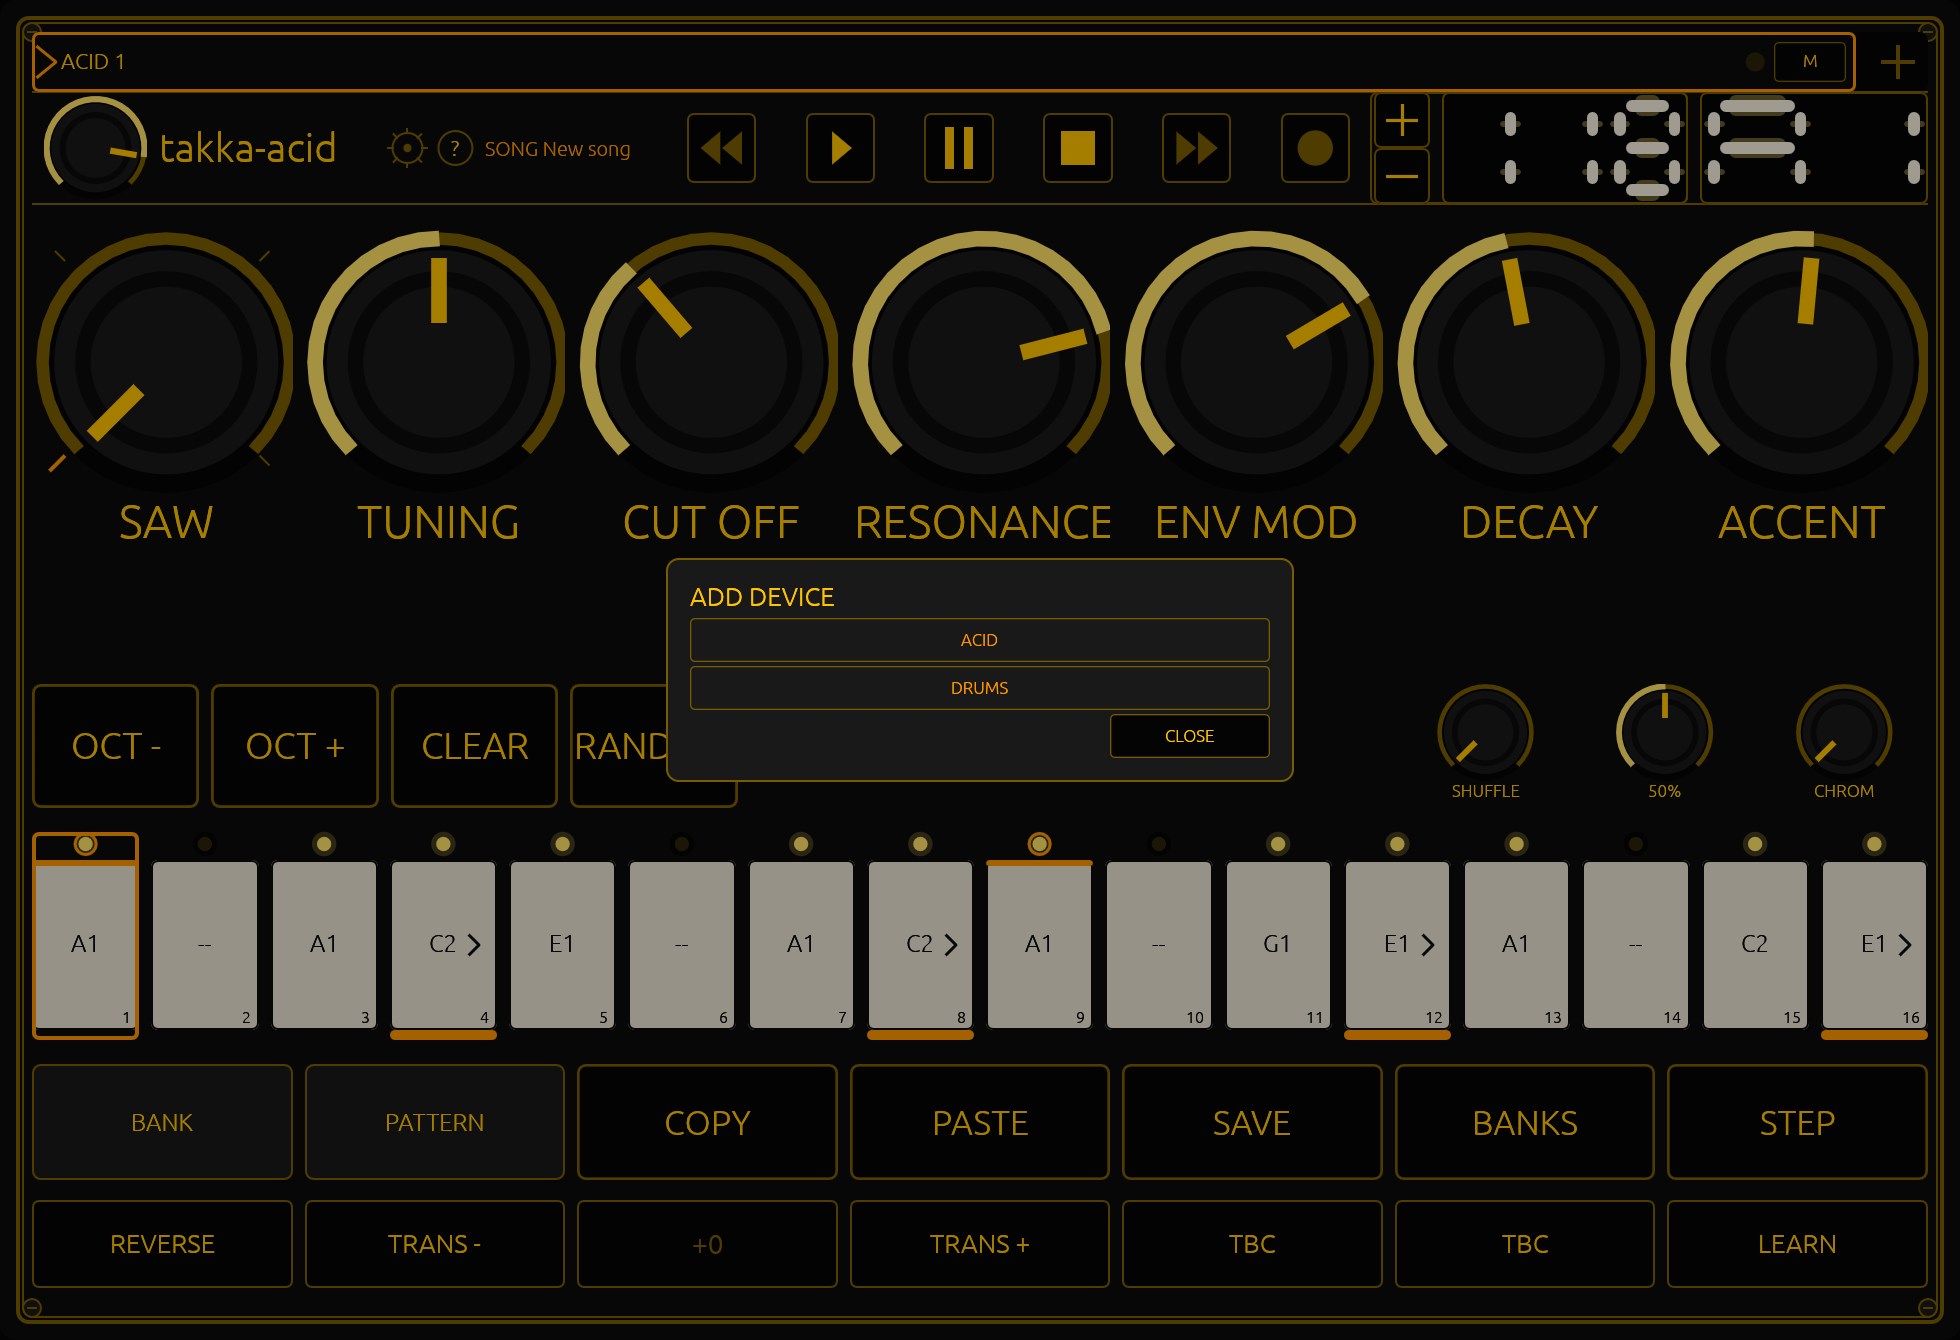 ACID 1
M
takka-acid
?
SONG New song
SAW
TUNING
CUT OFF
RESONANCE
ENV MOD
DECAY
ACCENT
ADD DEVICE
ACID
DRUMS
CLOSE
OCT -
OCT +
CLEAR
RAND
SHUFFLE
50%
CHROM
A1
--
A1
C2
E1
--
A1
C2
A1
--
G1
E1
A1
--
C2
E1
1
2
3
4
5
6
7
8
9
10
11
12
13
14
15
16
BANK
PATTERN
COPY
PASTE
SAVE
BANKS
STEP
REVERSE
TRANS -
+0
TRANS +
TBC
TBC
LEARN